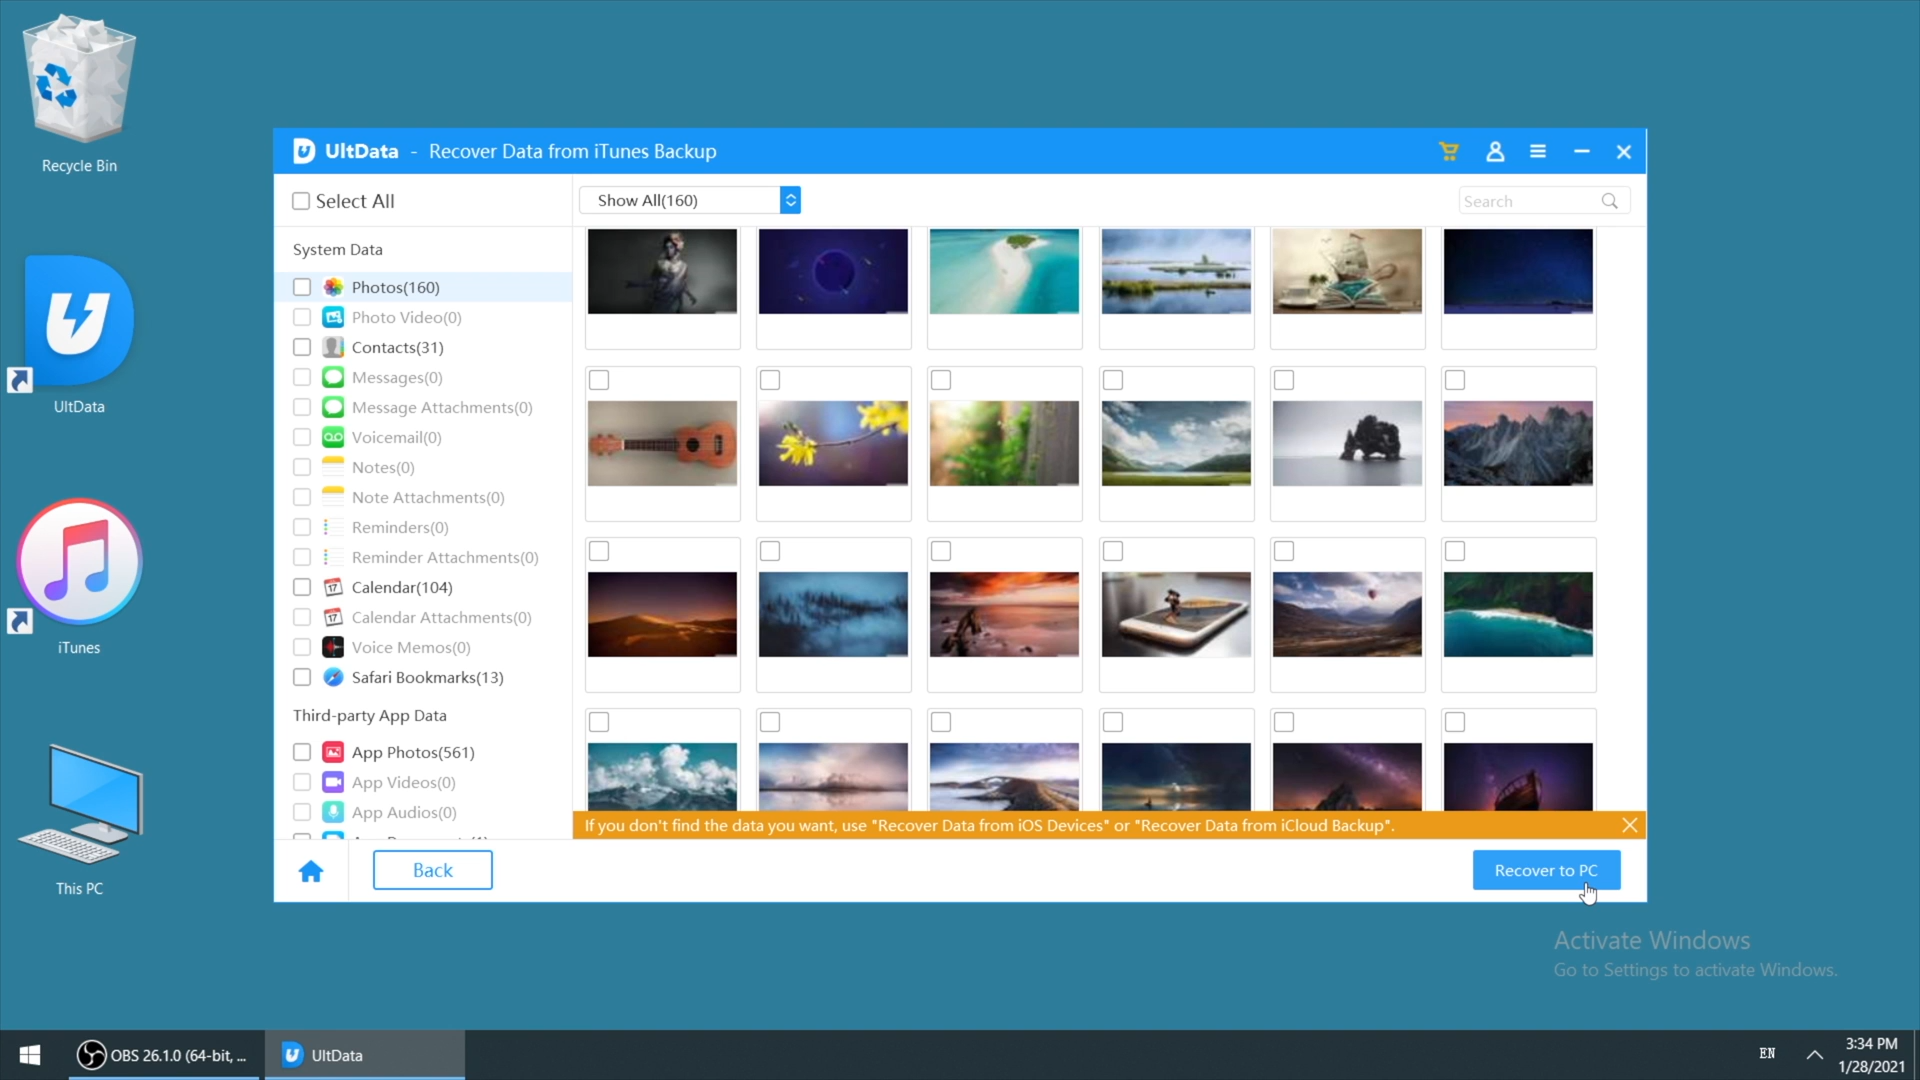 Recycle Bin
UltData
iTunes
This PC
UltData - Recover Data from iTunes Backup
Select All
Show All(160)
Search
System Data
Photos(160)
Photo Video(0)
Contacts(31)
Messages(0)
Message Attachments(0)
Voicemail(0)
Notes(0)
Note Attachments(0)
Reminders(0)
Reminder Attachments(0)
17 Calendar(104)
17 Calendar Attachments(0)
Voice Memos(0)
Safari Bookmarks(13)
Third-party App Data
App Photos(561)
App Videos(0)
App Audios(0)
If you don't find the data you want, use "Recover Data from iOS Devices" or "Recover Data from iCloud Backup".
Back
Recover to PC
Activate Windows
Go to Settings to activate Windows.
OBS 26.1.0 (64-bit, ...
UltData
EN
3:34 PM
1/28/2021